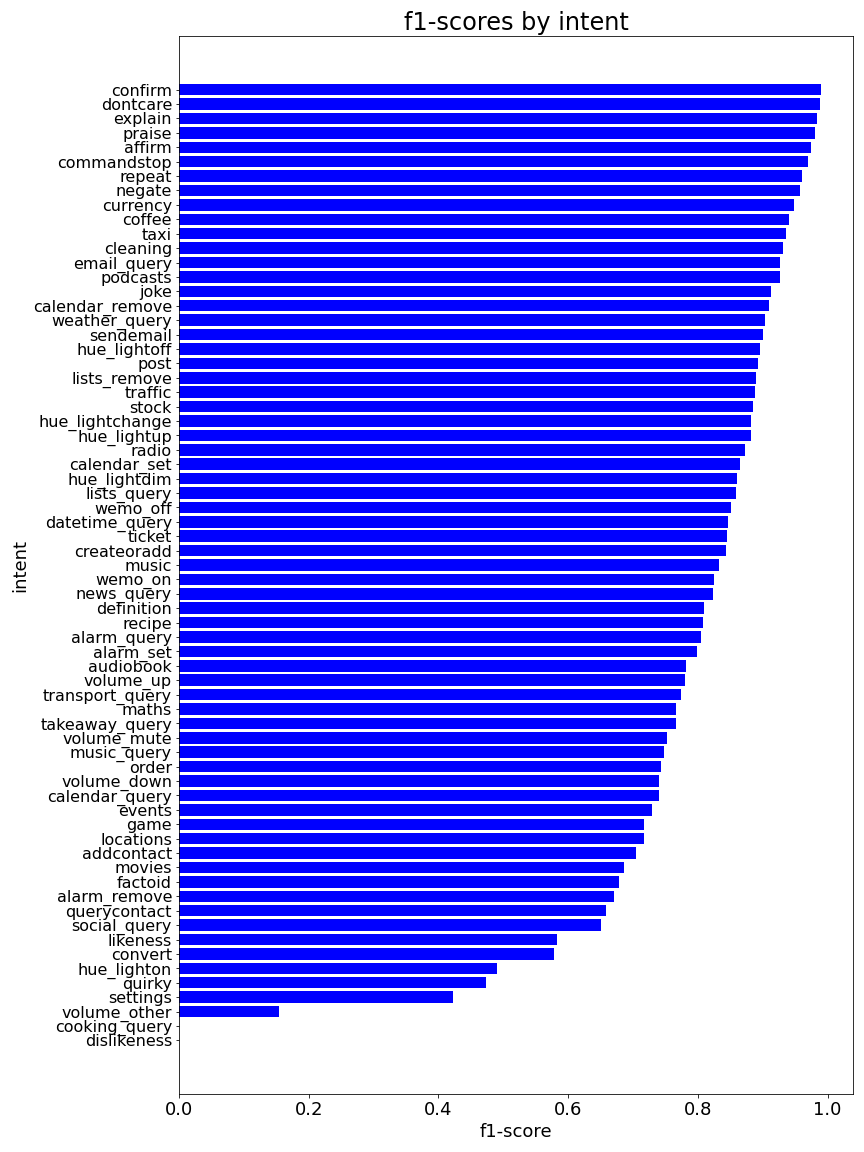 f1-scores by intent
confirm
dontcare
explain
praise
affirm
commandstop
repeat
negate
currency
coffee
taxi
cleaning
email_query
podcasts
joke
calendar_remove
weather_query
sendemail
hue_lightoff
post
lists_remove
traffic
stock
hue_lightchange
hue_lightup
radio
calendar_set
hue_lightdim
lists_query
wemo_off
datetime_query
ticket
createoradd
music
wemo_on
news_query
definition
recipe
alarm_query
alarm_set
audiobook
volume_up
transport_query
maths
takeaway_query
volume_mute
music_query
order
volume_down
calendar_query
events
game
locations
addcontact
movies
factoid
alarm_remove
querycontact
social_query
likeness
convert
hue_lighton
quirky
settings
volume_other
cooking_query
dislikeness
intent
0.0 0.2 0.4 0.6 0.8 1.0
f1-score